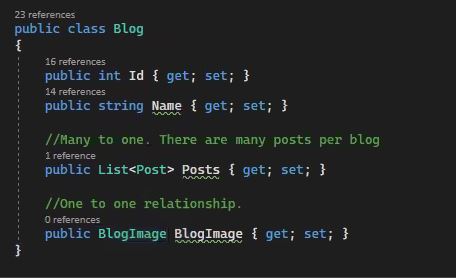 23 references
public class Blog
{
16 references
public int Id { get; set; }
14 references
public string Name { get; set; }
//Many to one. There are many posts per blog
1 reference
public List<Post> Posts { get; set; }
//One to one relationship.
0 references
public BlogImage BlogImage { get; set; }
}